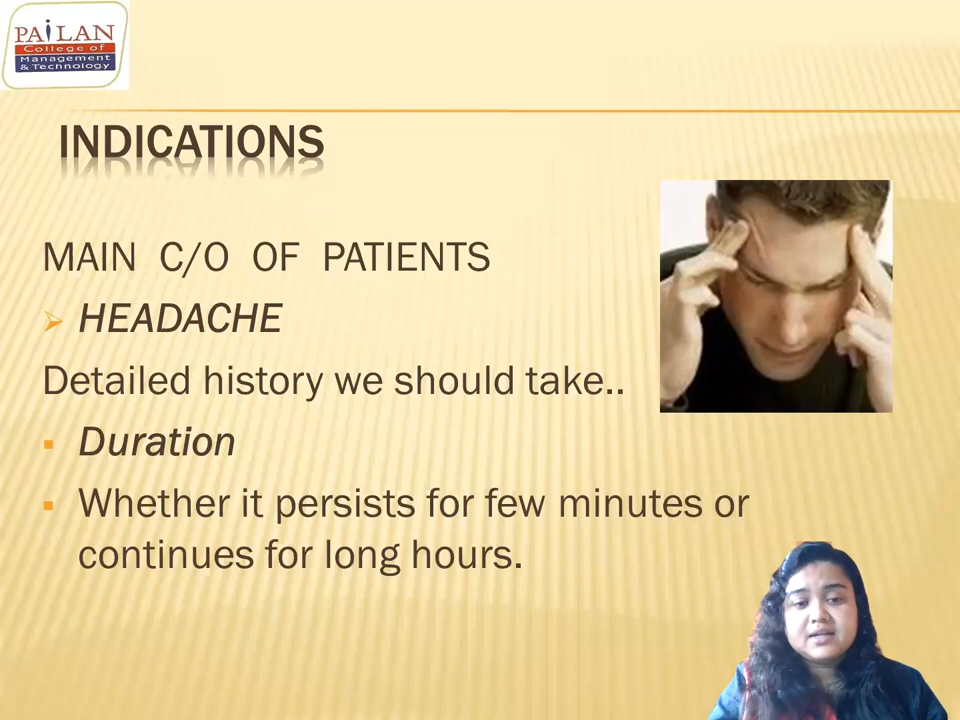 PAiLAN
College of
Management
& Technology
INDICATIONS
MAIN C/O OF PATIENTS
HEADACHE
Detailed history we should take..
Duration
Whether it persists for few minutes or
continues for long hours.